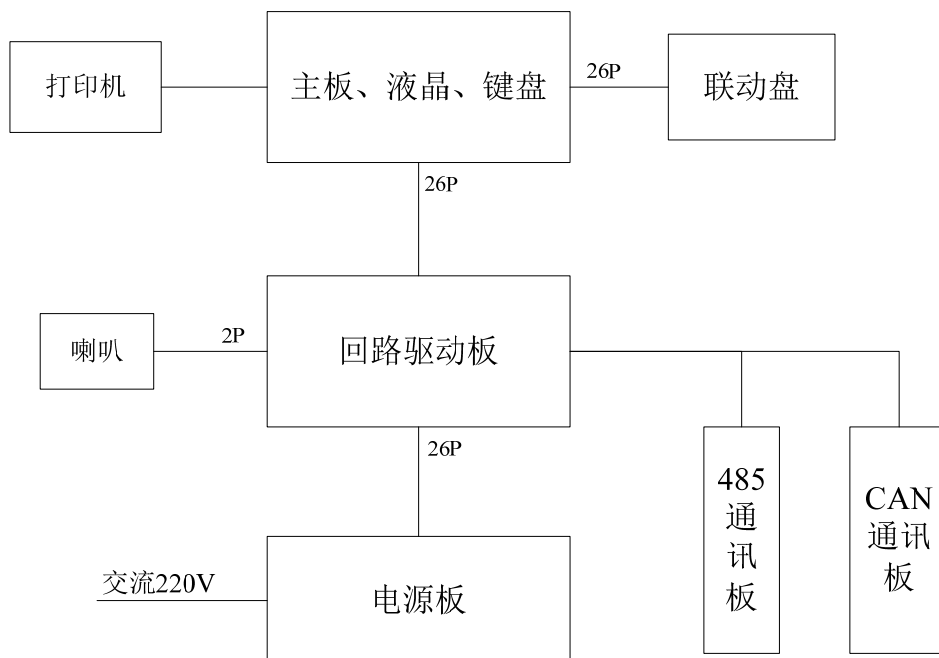 打印机
主板、液晶、键盘
26P
联动盘
26P
喇叭
2P
回路驱动板
26P
485
通
讯
板
CAN
通讯
板
交流220V
电源板